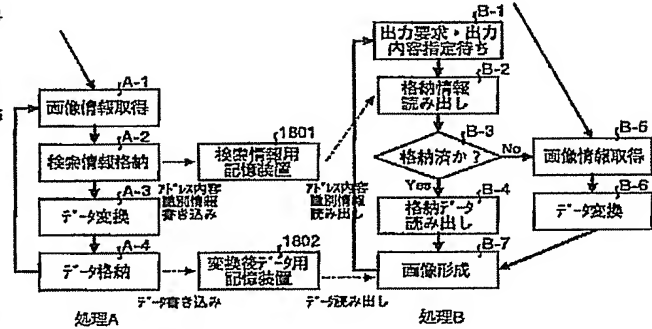 A-1
画像情報取得
A-2
検索情報格納
A-3
データ変換
A-4
データ格納
処理A
1801
検索情報用
記憶装置
アドレス内容
識別情報
書き込み
1802
変換後データ用
記憶装置
データ書き込み
アドレス内容
識別情報
読み出し
データ読み出し
B-1
出力要求・出力
内容指定待ち
B-2
格納情報
読み出し
B-3
格納済か?
No
Yes
B-4
格納データ
読み出し
B-7
画像形成
処理B
B-5
画像情報取得
B-6
データ変換